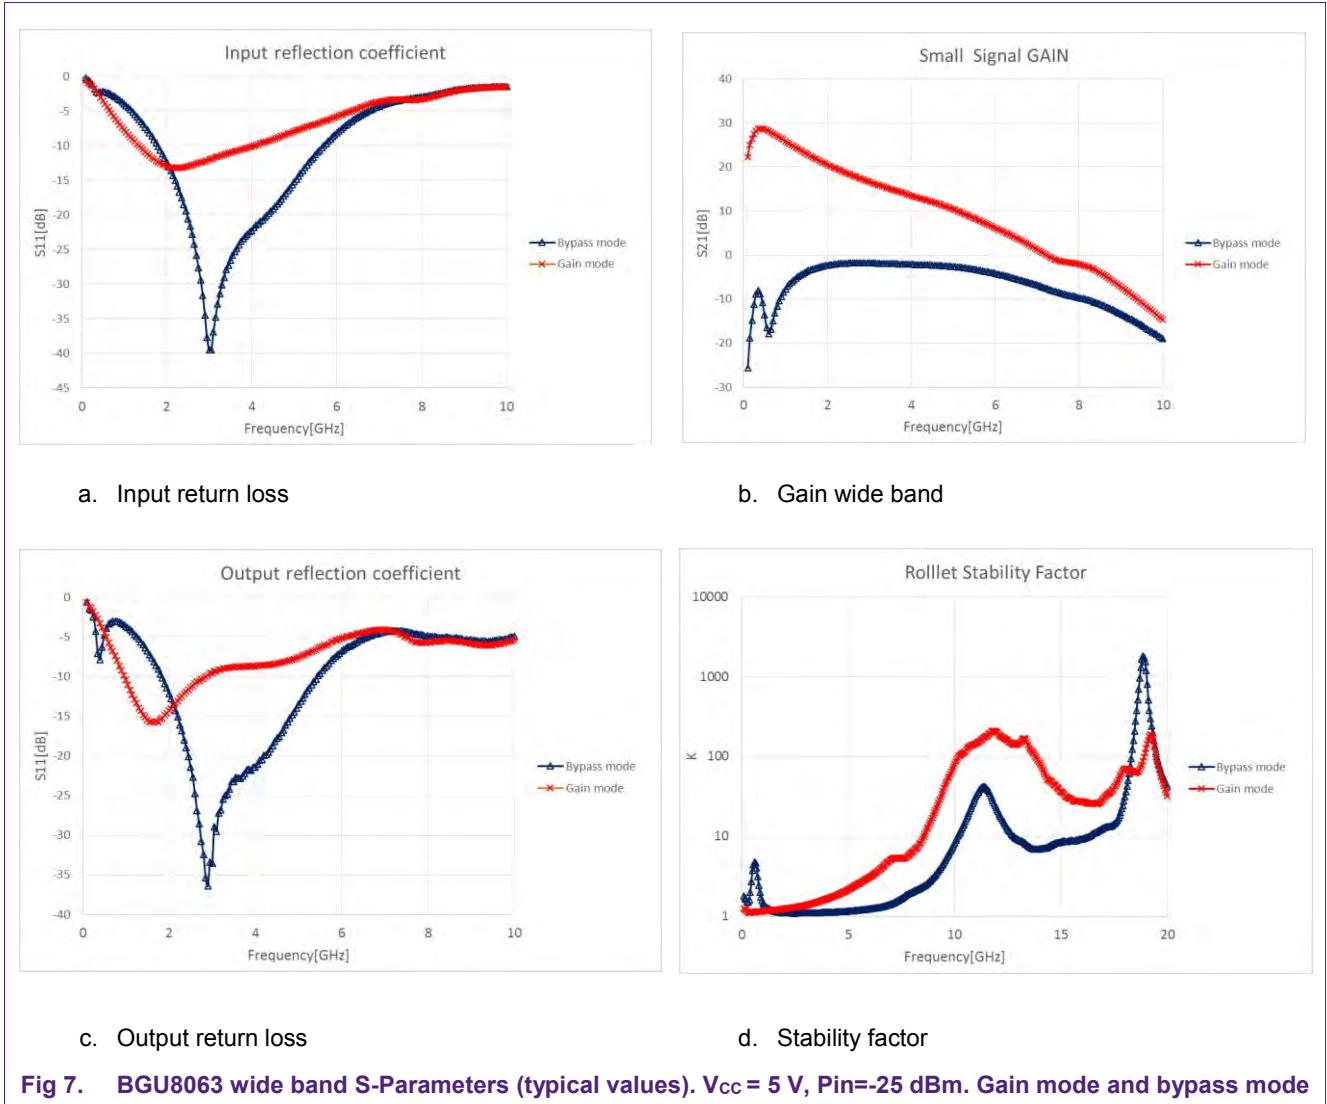 Input reflection coefficient
0
-5
-10
-15
-20
-25
-30
-35
-40
-45
S11[dB]
0 2 4 6 8 10
Frequency[GHz]
Bypass mode
Gain mode
a. Input return loss
Small Signal GAIN
40
30
20
10
0
-10
-20
-30
S21[dB]
0 2 4 6 8 10
Frequency[GHz]
Bypass mode
Gain mode
b. Gain wide band
Output reflection coefficient
0
-5
-10
-15
-20
-25
-30
-35
-40
S11[dB]
0 2 4 6 8 10
Frequency[GHz]
Bypass mode
Gain mode
c. Output return loss
Rolllet Stability Factor
10000
1000
100
10
1
K
0 5 10 15 20
Frequency[GHz]
Bypass mode
Gain mode
d. Stability factor
Fig 7. BGU8063 wide band S-Parameters (typical values). Vcc = 5 V, Pin=-25 dBm. Gain mode and bypass mode